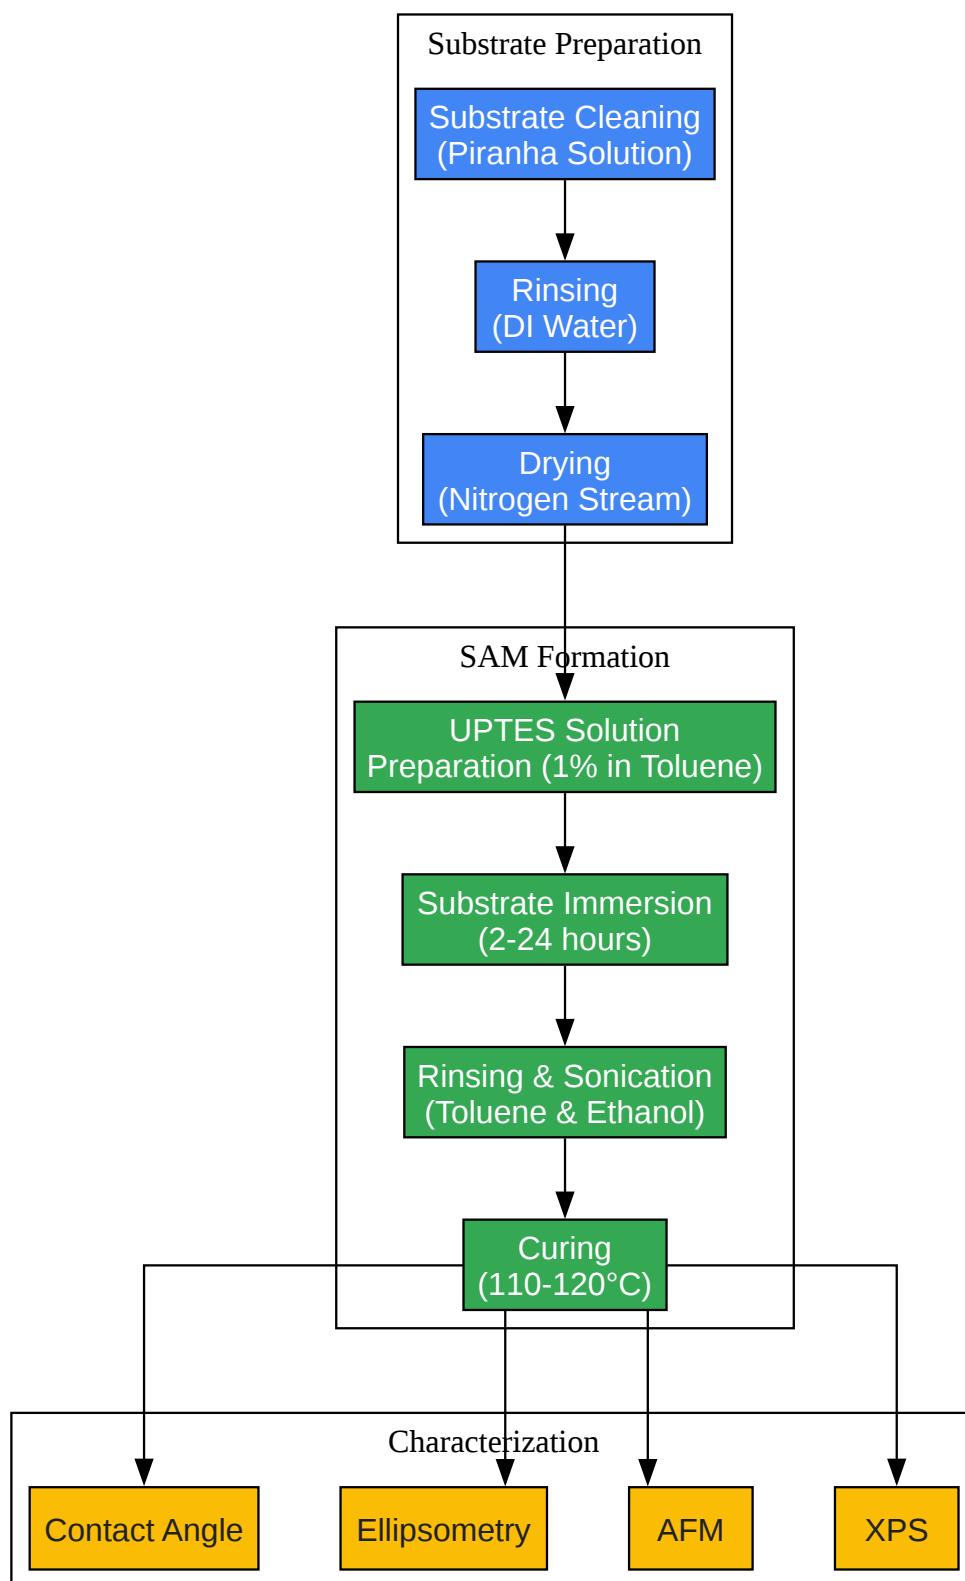 Substrate Preparation
Substrate Cleaning
(Piranha Solution)
Rinsing
(DI Water)
Drying
(Nitrogen Stream)
SAM Formation
UPTES Solution
Preparation (1% in Toluene)
Substrate Immersion
(2-24 hours)
Rinsing & Sonication
(Toluene & Ethanol)
Curing
(110-120°C)
Characterization
Contact Angle
Ellipsometry
AFM
XPS